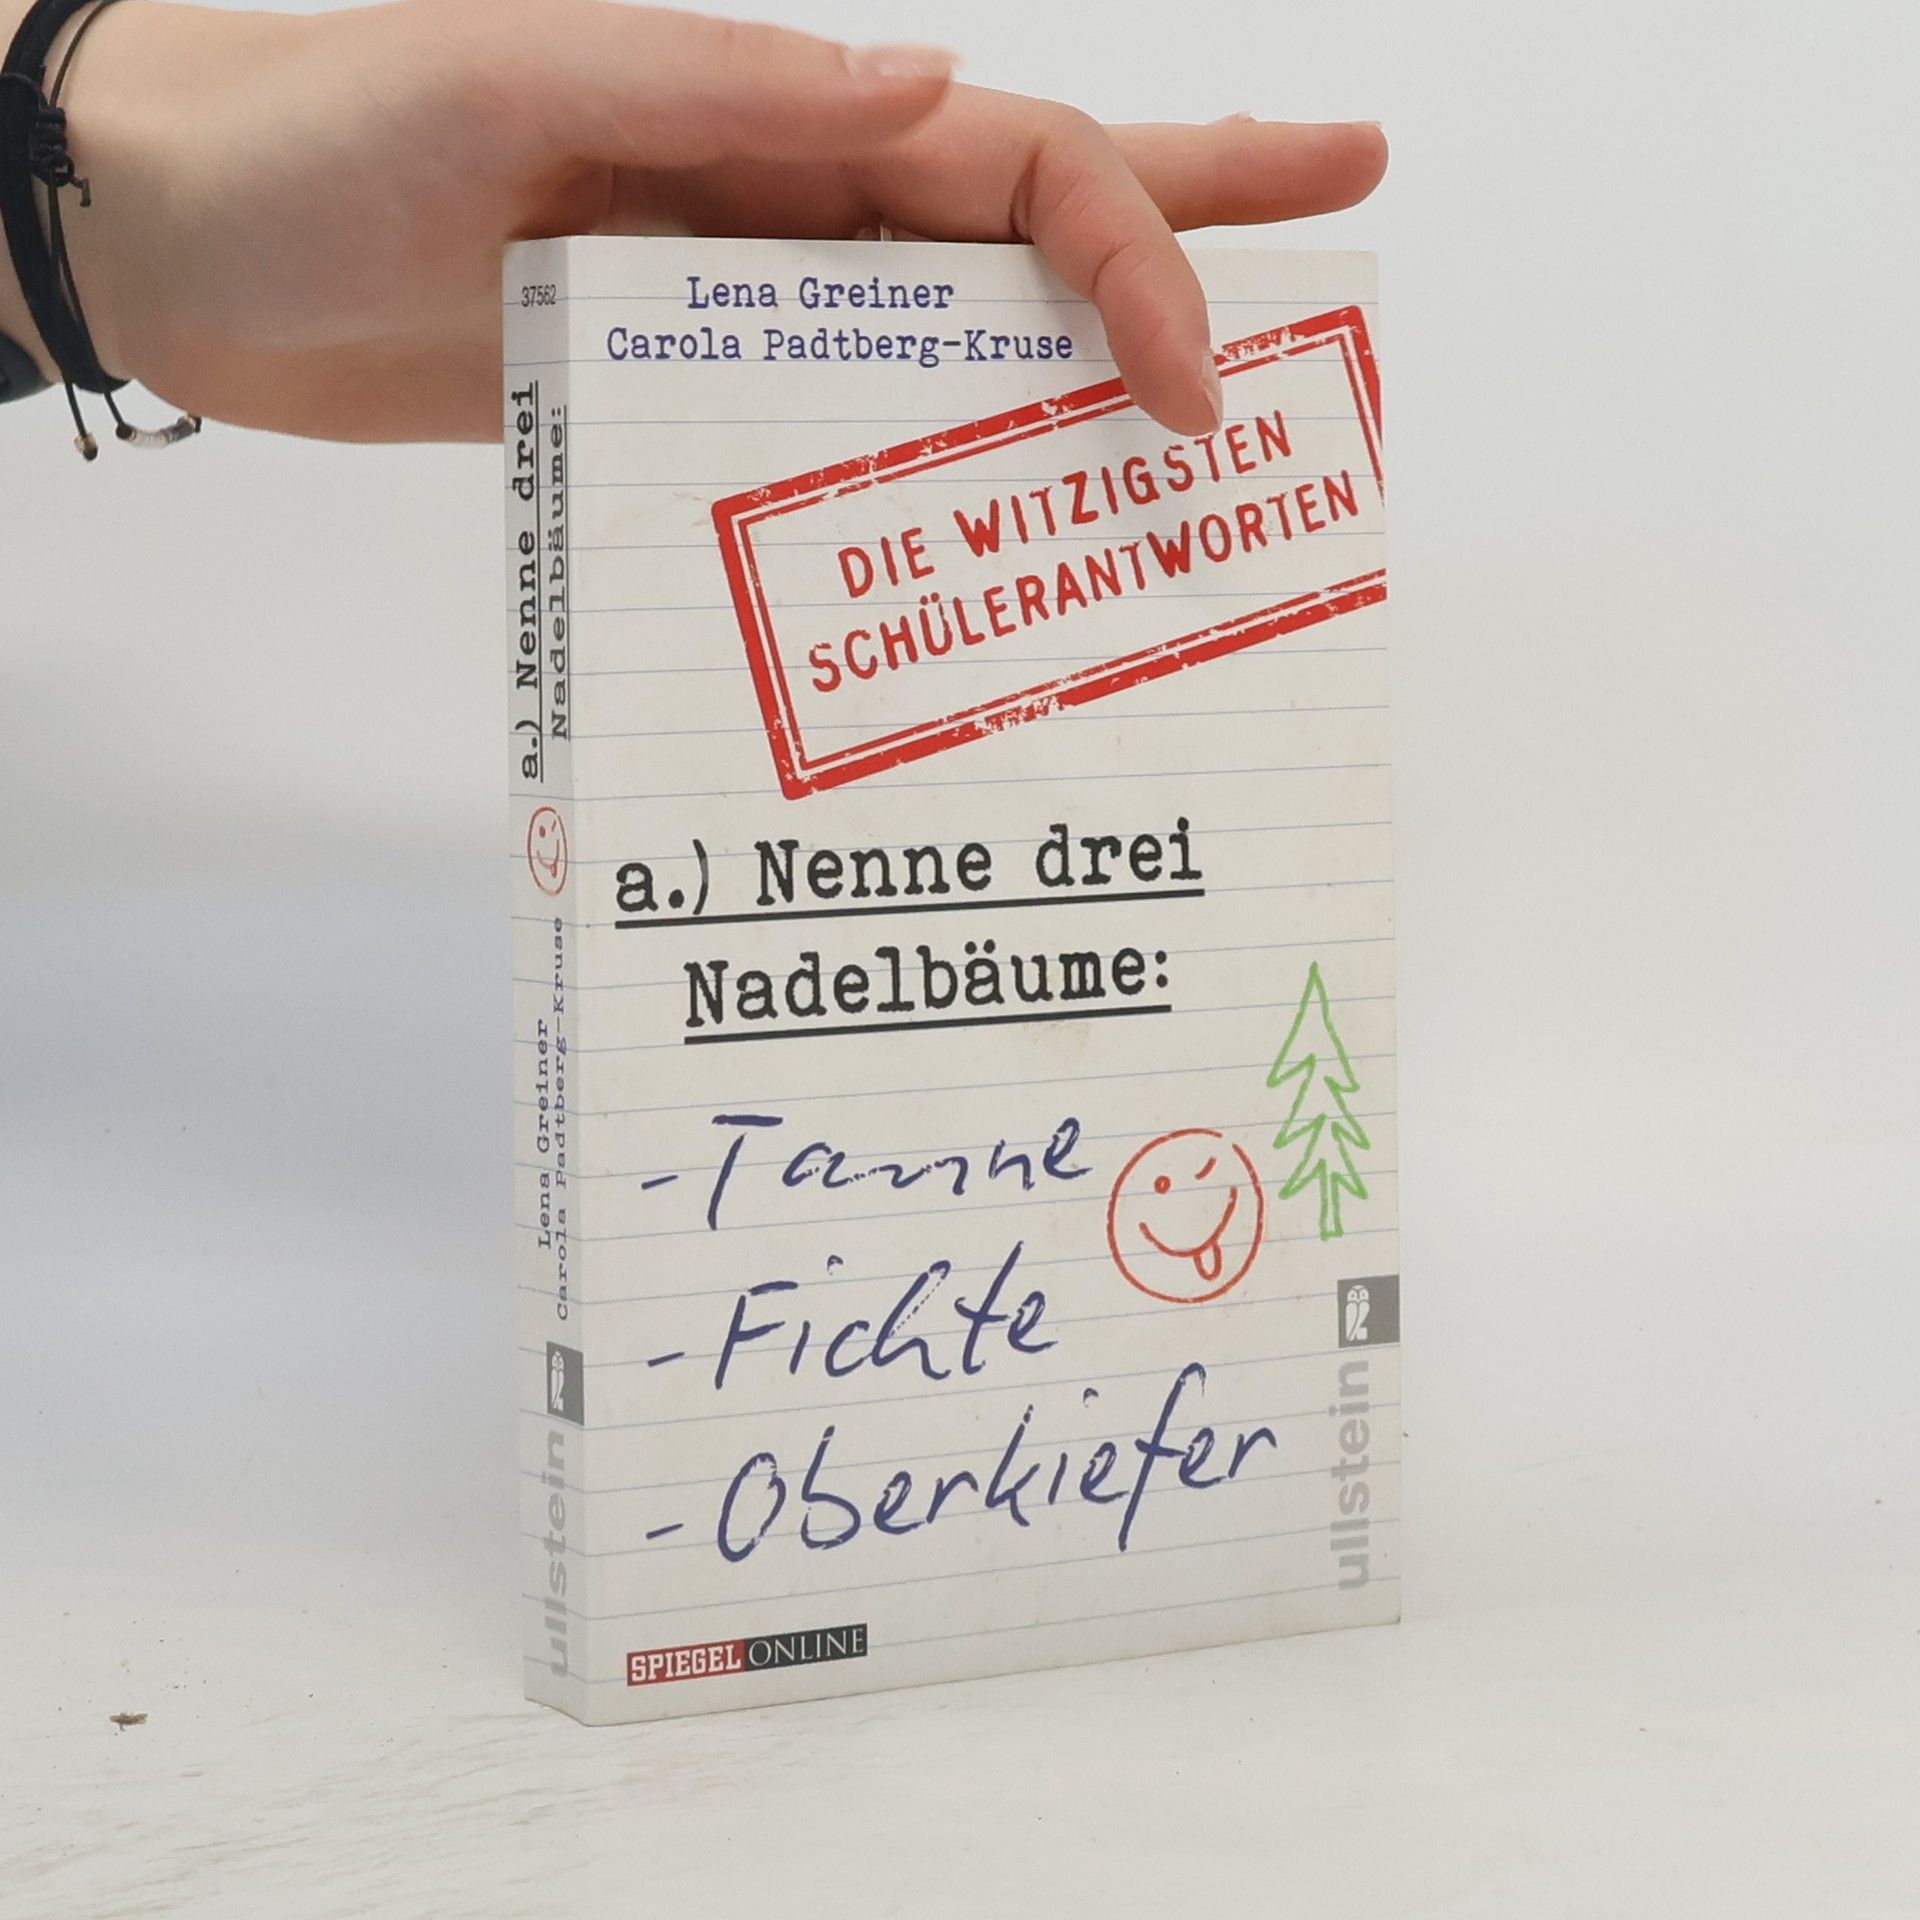 Lena Greiner
Carola Padtberg-Kruse
DIE WITZIGSTEN
SCHÜLERANTWORTEN
a.) Nenne drei
Nadelbäume:
- Tanne
- Fichte
- Oberkiefer
SPIEGEL ONLINE
ullstein
37562
a.) Nenne drei
Nadelbäume:
Lena Greiner
Carola Padtberg-Kruse
ullstein